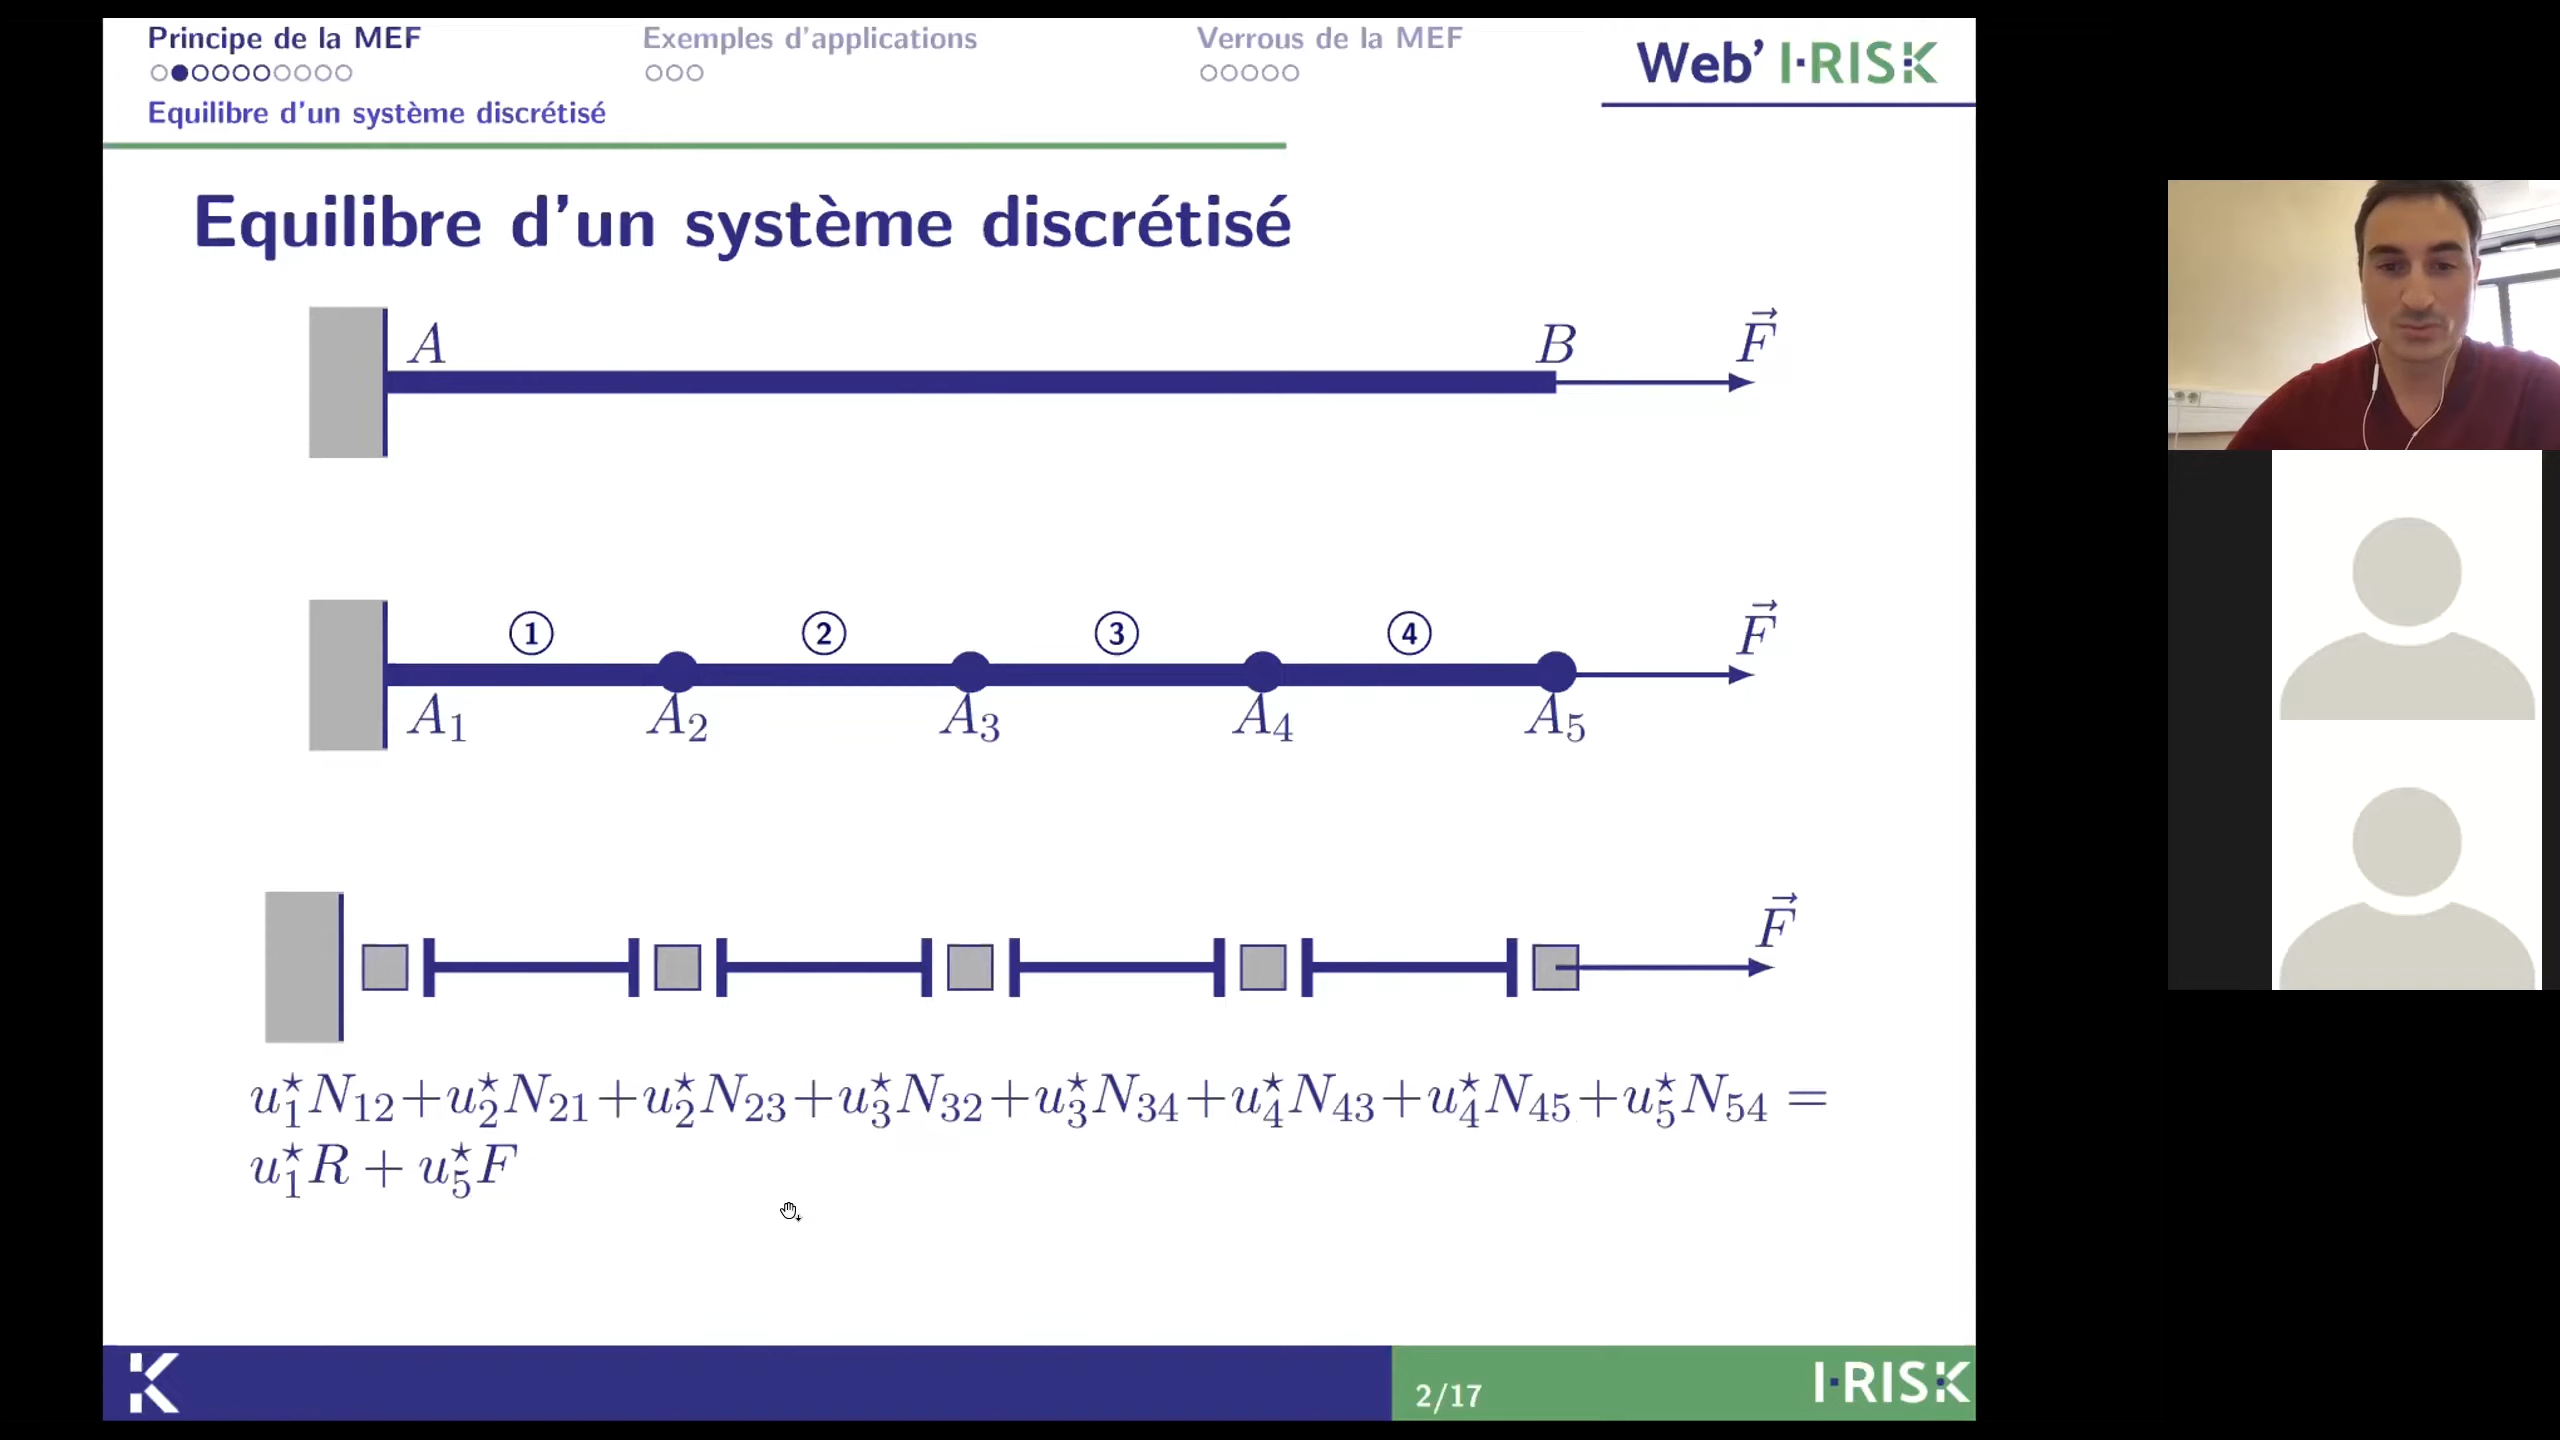 Principe de la MEF Exemples d'applications Verrous de la MEF Web' I·RISK
Equilibre d'un système discrétisé
Equilibre d'un système discrétisé
A B F⃗
1 2 3 4 F⃗
A₁ A₂ A₃ A₄ A₅
F⃗
u₁*N₁₂+u₂*N₂₁+u₂*N₂₃+u₃*N₃₂+u₃*N₃₄+u₄*N₄₃+u₄*N₄₅+u₅*N₅₄ =
u₁*R + u₅*F
K 2/17 I·RISK